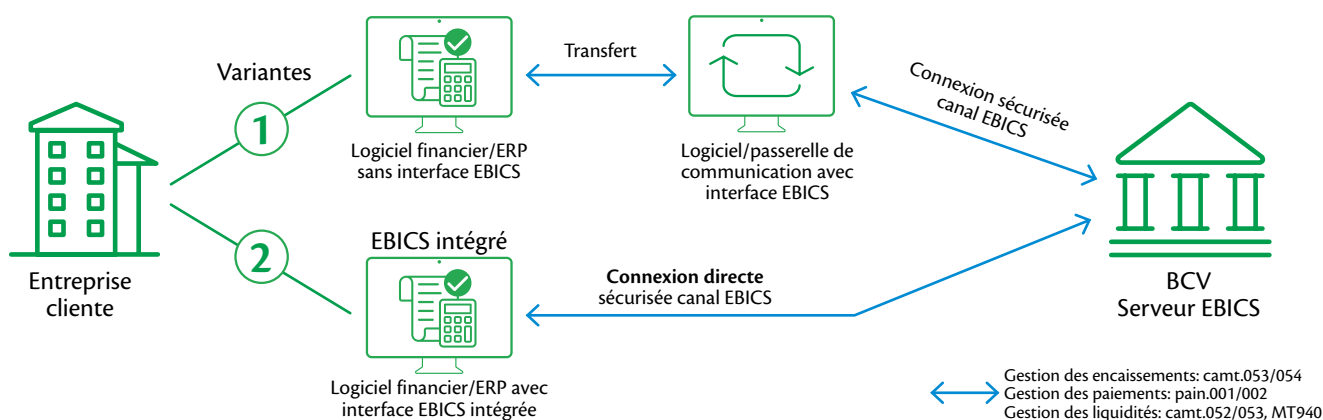 Variantes
1
Logiciel financier/ERP
sans interface EBICS
Transfert
Logiciel/passerelle de
communication avec
interface EBICS
Connexion sécurisée
canal EBICS
Entreprise
cliente
2
EBICS intégré
Logiciel financier/ERP avec
interface EBICS intégrée
Connexion directe
sécurisée canal EBICS
BCV
Serveur EBICS
Gestion des encaissements: camt.053/054
Gestion des paiements: pain.001/002
Gestion des liquidités: camt.052/053, MT940